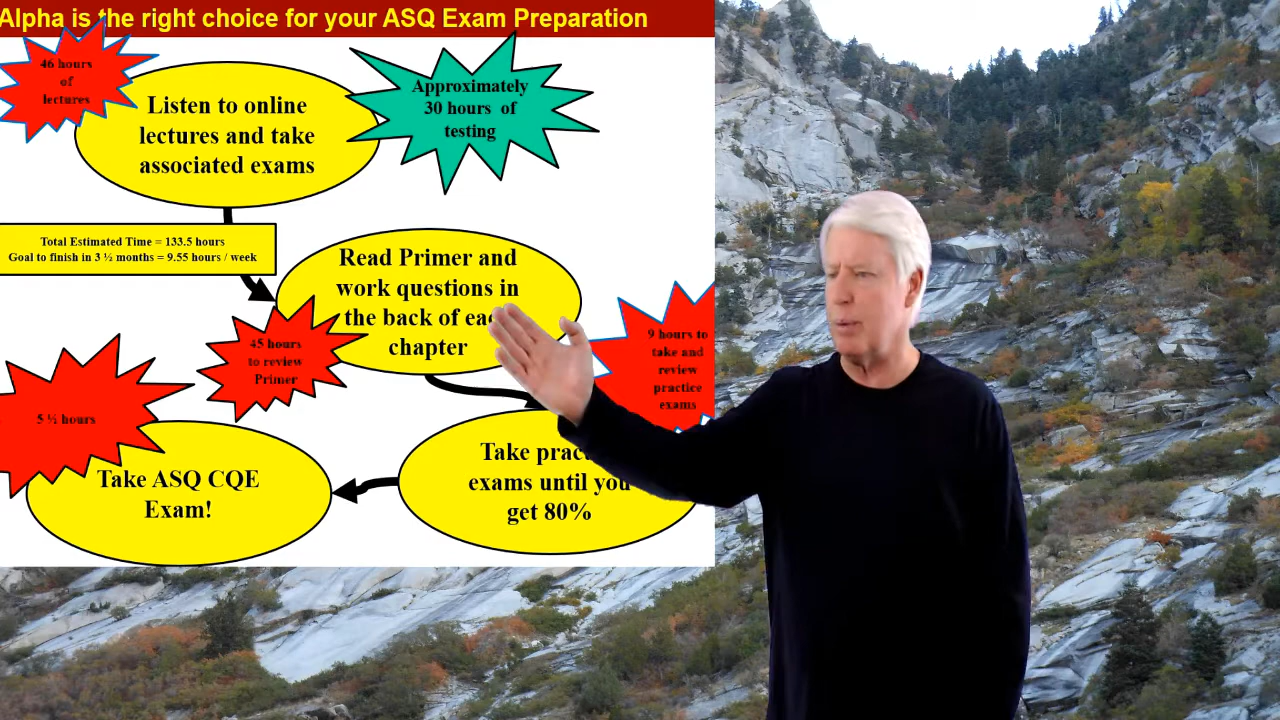 Alpha is the right choice for your ASQ Exam Preparation
46 hours
of
lectures
Listen to online
lectures and take
associated exams
Approximately
30 hours of
testing
Total Estimated Time = 133.5 hours
Goal to finish in 3 ½ months = 9.55 hours / week
Read Primer and
work questions in
the back of
chapter
45 hours
to review
Primer
9 hours to
take and
review
practice
exams
5 ½ hours
Take ASQ CQE
Exam!
Take
exams until you
get 80%